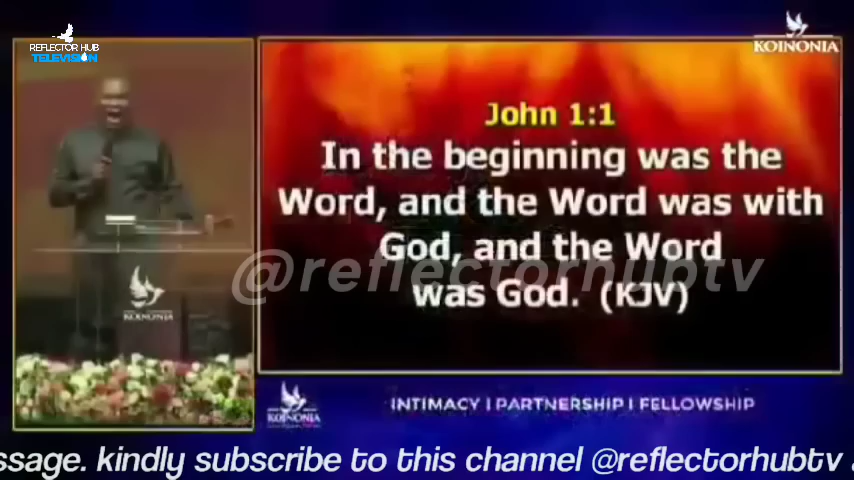 REFLECTOR HUB
TELEVISION
KOINONIA
John 1:1
In the beginning was the
Word, and the Word was with
God, and the Word
was God. (KJV)
@reflectorhubtv
KOINONIA
KOINONIA
INTIMACY I PARTNERSHIP I FELLOWSHIP
ssage. kindly subscribe to this channel @reflectorhubtv